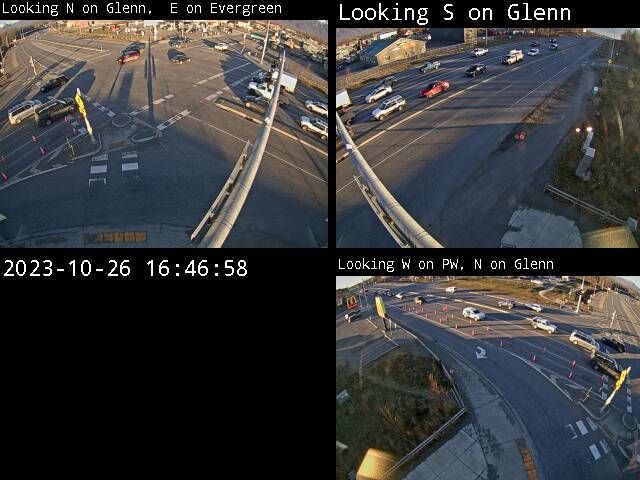 Looking N on Glenn, E on Evergreen
Looking S on Glenn
2023-10-26 16:46:58
Looking W on PW, N on Glenn